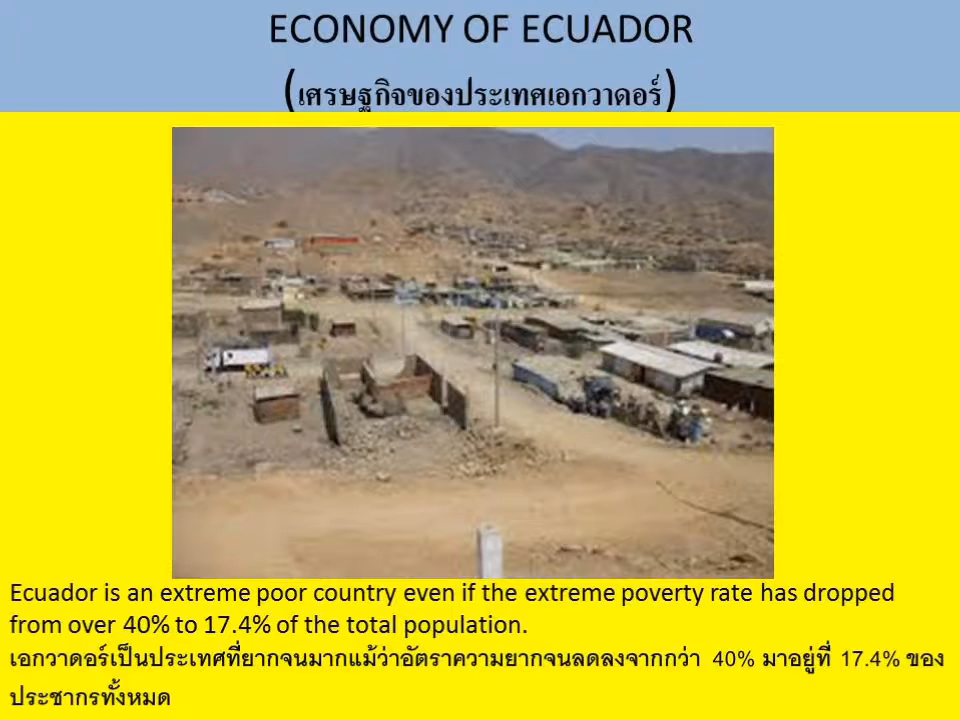 ECONOMY OF ECUADOR
(เศรษฐกิจของประเทศเอกวาดอร์)
Ecuador is an extreme poor country even if the extreme poverty rate has dropped
from over 40% to 17.4% of the total population.
เอกวาดอร์เป็นประเทศที่ยากจนมากแม้ว่าอัตราความยากจนลดลงจากกว่า 40% มาอยู่ที่ 17.4% ของ
ประชากรทั้งหมด